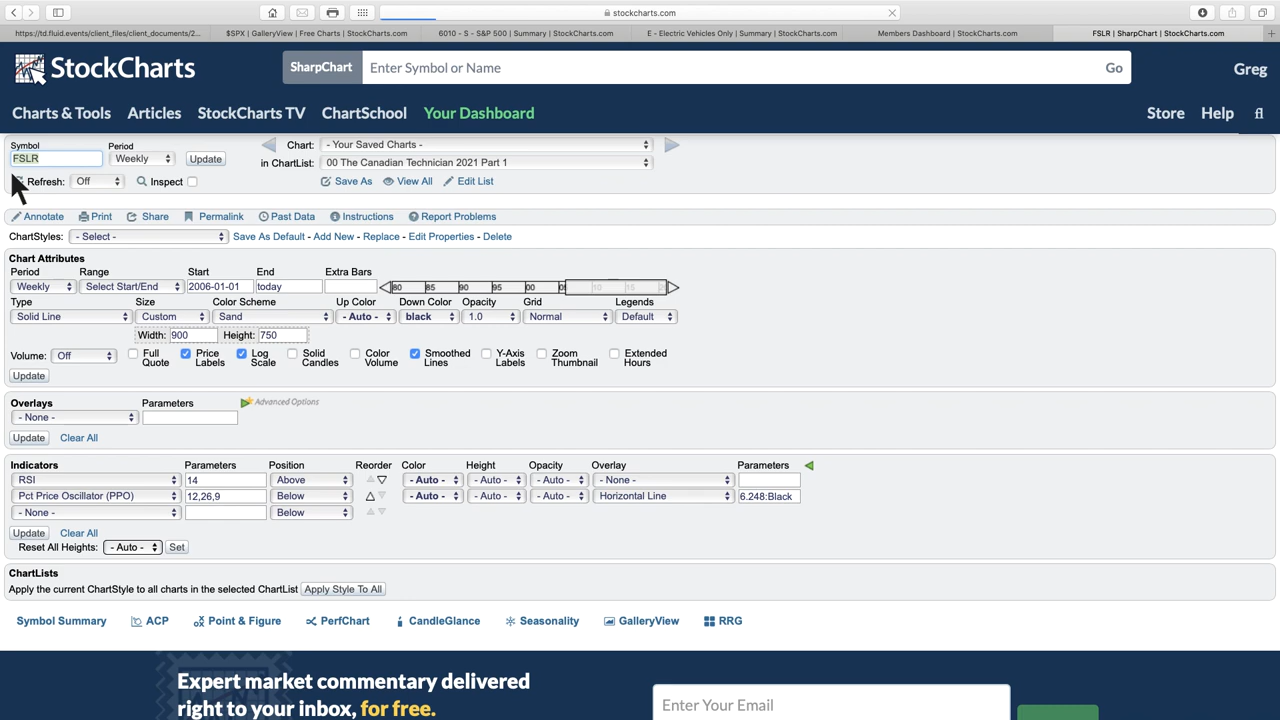 stockcharts.com
https://td.fluid.events/client_files/client_documents/2... $SPX | GalleryView | Free Charts | StockCharts.com 6010 - S - S&P 500 | Summary | StockCharts.com E - Electric Vehicles Only | Summary | StockCharts.com Members Dashboard | StockCharts.com FSLR | SharpChart | StockCharts.com
StockCharts SharpChart Enter Symbol or Name Go Greg
Charts & Tools Articles StockCharts TV ChartSchool Your Dashboard Store Help
Symbol Period Chart: - Your Saved Charts -
FSLR Weekly Update in ChartList: 00 The Canadian Technician 2021 Part 1
Refresh: Off Inspect Save As View All Edit List
Annotate Print Share Permalink Past Data Instructions Report Problems
ChartStyles: - Select - Save As Default - Add New - Replace - Edit Properties - Delete
Chart Attributes
Period Range Start End Extra Bars
Weekly Select Start/End 2006-01-01 today 80 85 90 95 00 05 10 15
Type Size Color Scheme Up Color Down Color Opacity Grid Legends
Solid Line Custom Sand - Auto - black 1.0 Normal Default
Width: 900 Height: 750
Volume: Off Full Quote Price Labels Log Scale Solid Candles Color Volume Smoothed Lines Y-Axis Labels Zoom Thumbnail Extended Hours
Update
Overlays Parameters Advanced Options
- None -
Update Clear All
Indicators Parameters Position Reorder Color Height Opacity Overlay Parameters
RSI 14 Above - Auto - - Auto - - Auto - - None -
Pct Price Oscillator (PPO) 12,26,9 Below - Auto - - Auto - - Auto - Horizontal Line 6.248:Black
- None - Below
Update Clear All
Reset All Heights: - Auto - Set
ChartLists
Apply the current ChartStyle to all charts in the selected ChartList Apply Style To All
Symbol Summary ACP Point & Figure PerfChart CandleGlance Seasonality GalleryView RRG
Expert market commentary delivered
right to your inbox, for free.
Enter Your Email